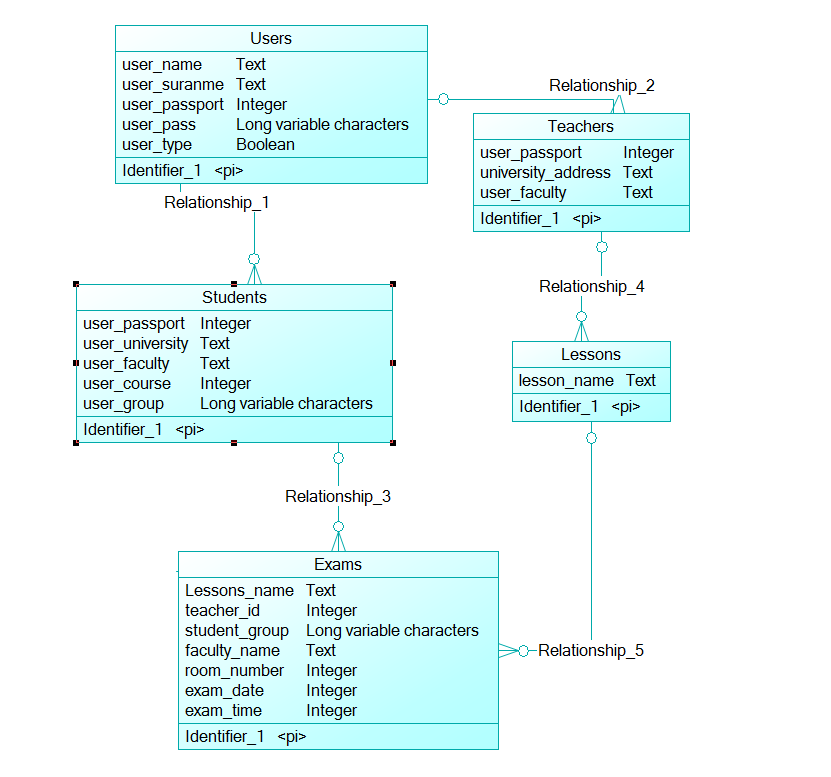 Users
user_name Text
user_suranme Text
user_passport Integer
user_pass Long variable characters
user_type Boolean
Identifier_1 <pi>
Relationship_2
Teachers
user_passport Integer
university_address Text
user_faculty Text
Identifier_1 <pi>
Relationship_1
Students
user_passport Integer
user_university Text
user_faculty Text
user_course Integer
user_group Long variable characters
Identifier_1 <pi>
Relationship_4
Lessons
lesson_name Text
Identifier_1 <pi>
Relationship_3
Exams
Lessons_name Text
teacher_id Integer
student_group Long variable characters
faculty_name Text
room_number Integer
exam_date Integer
exam_time Integer
Identifier_1 <pi>
Relationship_5